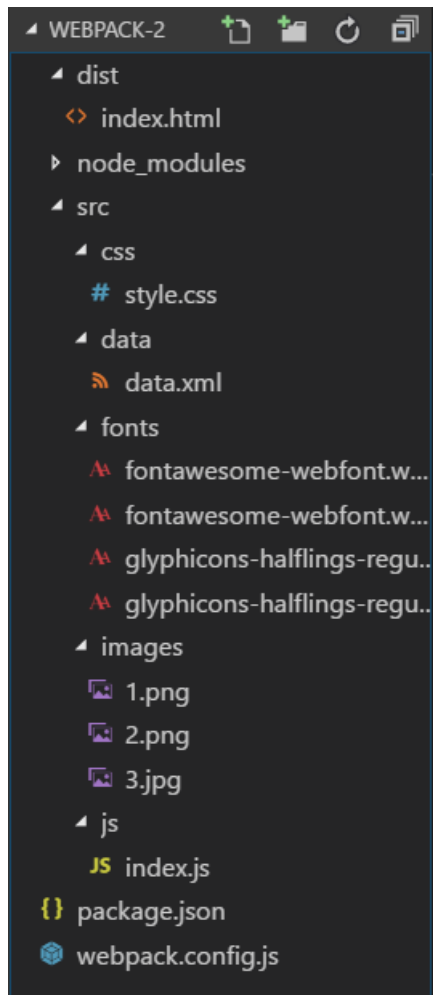 WEBPACK-2
dist
<> index.html
node_modules
src
css
# style.css
data
data.xml
fonts
fontawesome-webfont.w...
fontawesome-webfont.w...
glyphicons-halflings-regu...
glyphicons-halflings-regu...
images
1.png
2.png
3.jpg
js
JS index.js
{} package.json
webpack.config.js